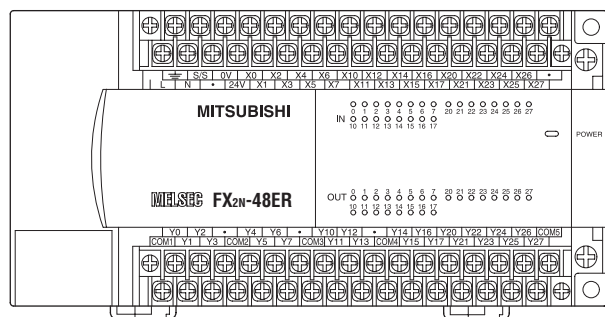 ⏚ S/S 0V X0 X2 X4 X6 X10 X12 X14 X16 X20 X22 X24 X26 •
L N • 24V X1 X3 X5 X7 X11 X13 X15 X17 X21 X23 X25 X27
MITSUBISHI
0 1 2 3 4 5 6 7 20 21 22 23 24 25 26 27
IN
10 11 12 13 14 15 16 17
POWER
MELSEC FX2N-48ER
0 1 2 3 4 5 6 7 20 21 22 23 24 25 26 27
OUT
10 11 12 13 14 15 16 17
Y0 Y2 • Y4 Y6 • Y10 Y12 • Y14 Y16 Y20 Y22 Y24 Y26 COM5
COM1 Y1 Y3 COM2 Y5 Y7 COM3 Y11 Y13 COM4 Y15 Y17 Y21 Y23 Y25 Y27